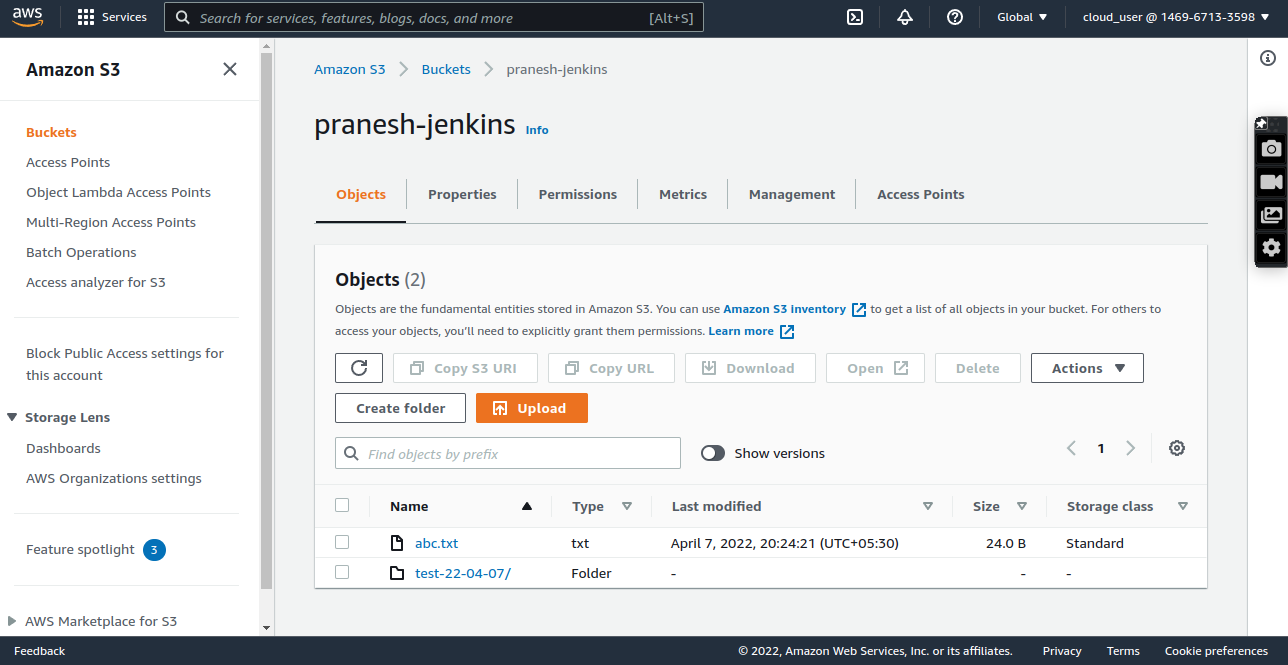 aws Services Search for services, features, blogs, docs, and more [Alt+S] Global cloud_user @ 1469-6713-3598
Amazon S3
Buckets
Access Points
Object Lambda Access Points
Multi-Region Access Points
Batch Operations
Access analyzer for S3
Block Public Access settings for
this account
Storage Lens
Dashboards
AWS Organizations settings
Feature spotlight 3
AWS Marketplace for S3
Amazon S3 Buckets pranesh-jenkins
pranesh-jenkins Info
Objects Properties Permissions Metrics Management Access Points
Objects (2)
Objects are the fundamental entities stored in Amazon S3. You can use Amazon S3 inventory to get a list of all objects in your bucket. For others to
access your objects, you'll need to explicitly grant them permissions. Learn more
Copy S3 URI Copy URL Download Open Delete Actions
Create folder Upload
Find objects by prefix Show versions 1
Name Type Last modified Size Storage class
abc.txt txt April 7, 2022, 20:24:21 (UTC+05:30) 24.0 B Standard
test-22-04-07/ Folder - - -
Feedback © 2022, Amazon Web Services, Inc. or its affiliates. Privacy Terms Cookie preferences